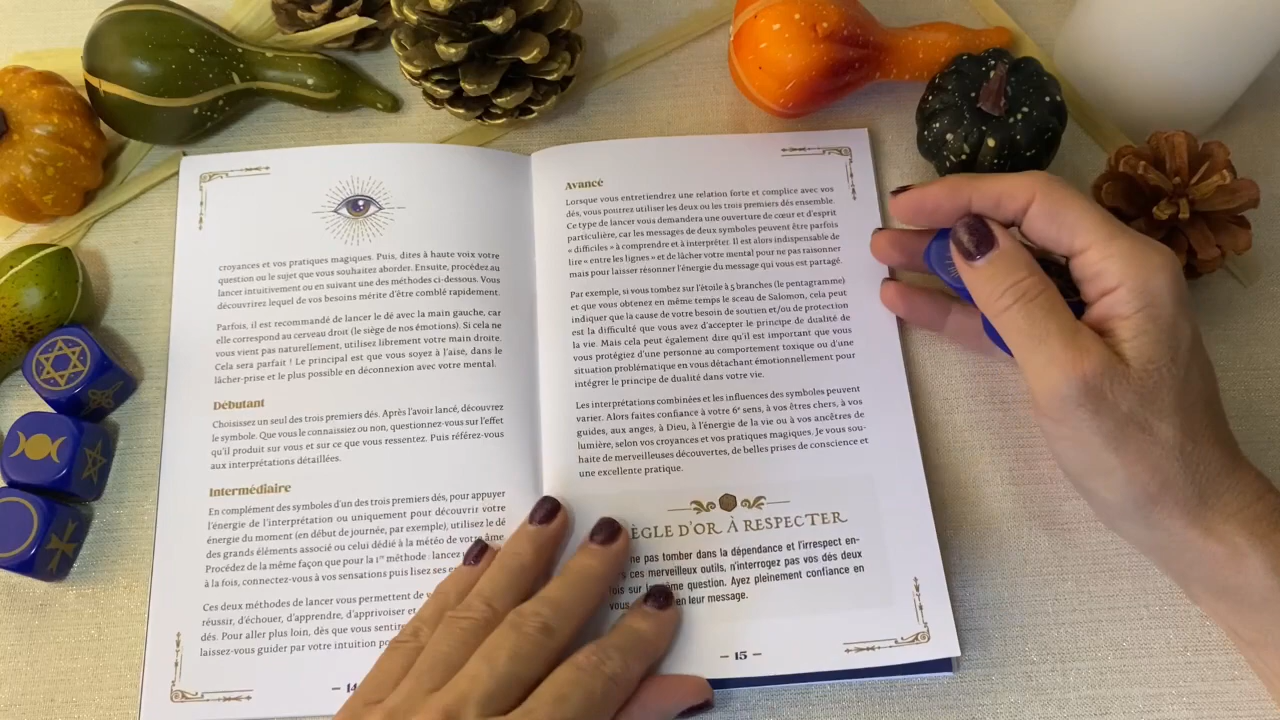 croyances et vos pratiques magiques. Puis, dites à haute voix votre
question ou le sujet que vous souhaitez aborder. Ensuite, procédez au
lancer intuitivement ou en suivant une des méthodes ci-dessous. Vous
découvrirez lequel de vos besoins mérite d'être comblé rapidement.
Parfois, il est recommandé de lancer le dé avec la main gauche, car
elle correspond au cerveau droit (le siège de nos émotions). Si cela ne
vous vient pas naturellement, utilisez librement votre main droite.
Cela sera parfait ! Le principal est que vous soyez à l'aise, dans le
lâcher-prise et le plus possible en déconnexion avec votre mental.
Débutant
Choisissez un seul des trois premiers dés. Après l'avoir lancé, découvrez
le symbole. Que vous le connaissiez ou non, questionnez-vous sur l'effet
qu'il produit sur vous et sur ce que vous ressentez. Puis référez-vous
aux interprétations détaillées.
Intermédiaire
En complément des symboles d'un des trois premiers dés, pour appuyer
l'énergie de l'interprétation ou uniquement pour découvrir votre
énergie du moment (en début de journée, par exemple), utilisez le dé
des grands éléments associé ou celui dédié à la météo de votre âme
Procédez de la même façon que pour la 1re méthode : lancez
à la fois, connectez-vous à vos sensations puis lisez ses
Ces deux méthodes de lancer vous permettent de
réussir, d'échouer, d'apprendre, d'apprivoiser et
dés. Pour aller plus loin, dès que vous
laissez-vous guider par votre intuition
— 14
Avancé
Lorsque vous entretiendrez une relation forte et complice avec vos
dés, vous pourrez utiliser les deux ou les trois premiers dés ensemble.
Ce type de lancer vous demandera une ouverture de cœur et d'esprit
particulière, car les messages de deux symboles peuvent être parfois
« difficiles » à comprendre et à interpréter. Il est alors indispensable de
lire « entre les lignes » et de lâcher votre mental pour ne pas raisonner
mais pour laisser résonner l'énergie du message qui vous est partagé.
Par exemple, si vous tombez sur l'étoile à 5 branches (le pentagramme)
et que vous obtenez en même temps le sceau de Salomon, cela peut
indiquer que la cause de votre besoin de soutien et/ou de protection
est la difficulté que vous avez d'accepter le principe de dualité de
la vie. Mais cela peut également dire qu'il est important que vous
vous protégiez d'une personne au comportement toxique ou d'une
situation problématique en vous détachant émotionnellement pour
intégrer le principe de dualité dans votre vie.
Les interprétations combinées et les influences des symboles peuvent
varier. Alors faites confiance à votre 6e sens, à vos êtres chers, à vos
guides, aux anges, à Dieu, à l'énergie de la vie ou à vos ancêtres de
lumière, selon vos croyances et vos pratiques magiques. Je vous sou-
haite de merveilleuses découvertes, de belles prises de conscience et
une excellente pratique.
ÈGLE D'OR À RESPECTER
ne pas tomber dans la dépendance et l'irrespect en-
ces merveilleux outils, n'interrogez pas vos dés deux
fois sur la même question. Ayez pleinement confiance en
vous en leur message.
— 15 —